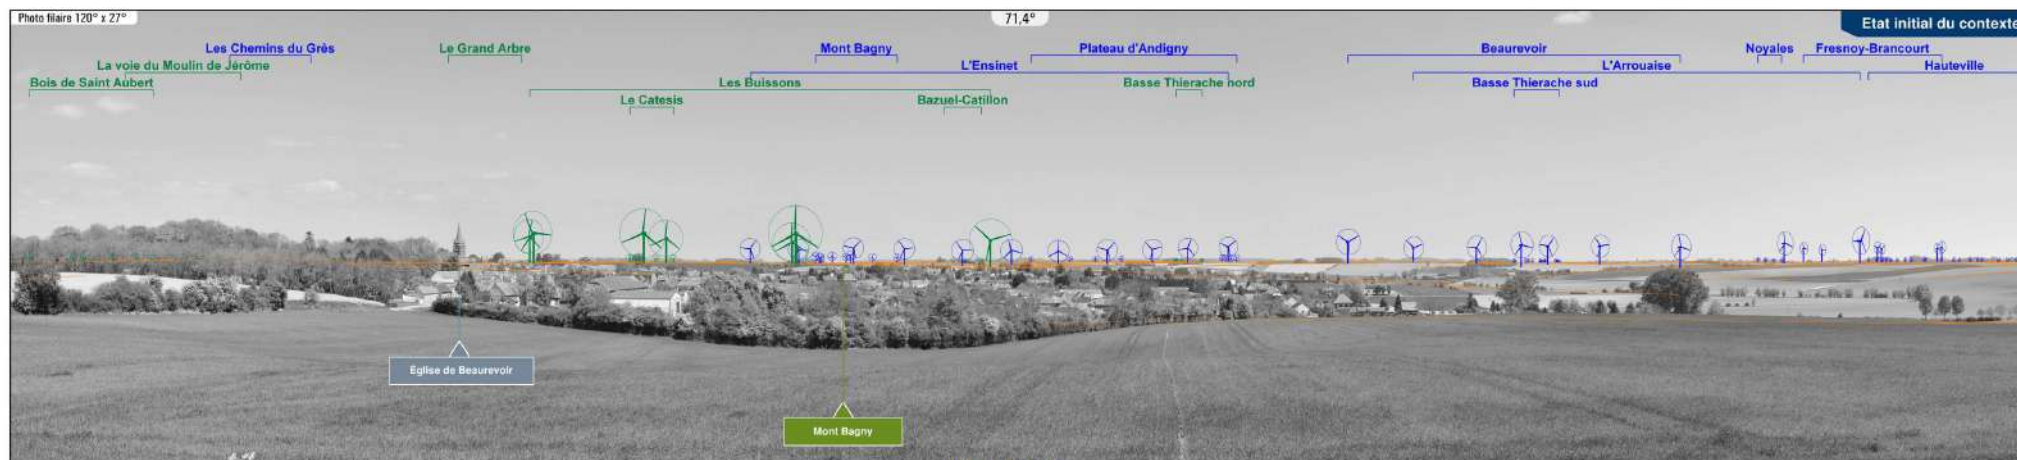 Photo filaire 120° x 27°
71,4°
Etat initial du contexte
Les Chemins du Grès
Le Grand Arbre
Mont Bagny
Plateau d'Andigny
Beaurevoir
Noyales
Fresnoy-Brancourt
La voie du Moulin de Jérôme
L'Ensinet
L'Arrouaise
Hauteville
Bois de Saint Aubert
Les Buissons
Basse Thierache nord
Basse Thierache sud
Le Catesis
Bazuel-Catillon
Église de Beaurevoir
Mont Bagny